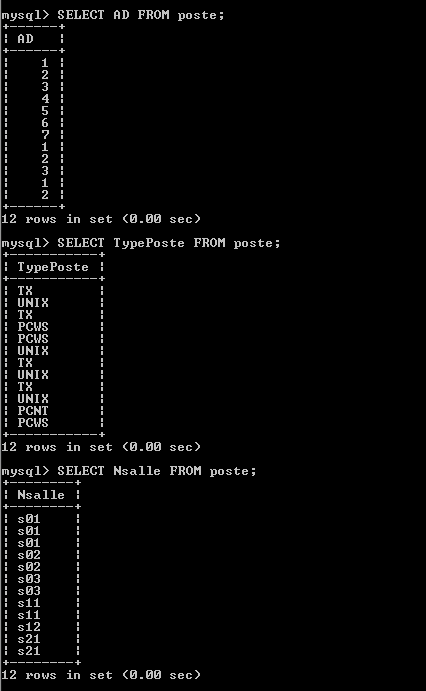 mysql> SELECT AD FROM poste;
+------+
¦ AD   ¦
+------+
¦    1 ¦
¦    2 ¦
¦    3 ¦
¦    4 ¦
¦    5 ¦
¦    6 ¦
¦    7 ¦
¦    1 ¦
¦    2 ¦
¦    3 ¦
¦    1 ¦
¦    2 ¦
+------+
12 rows in set (0.00 sec)
mysql> SELECT TypePoste FROM poste;
+-----------+
¦ TypePoste ¦
+-----------+
¦ TX        ¦
¦ UNIX      ¦
¦ TX        ¦
¦ PCWS      ¦
¦ PCWS      ¦
¦ UNIX      ¦
¦ TX        ¦
¦ UNIX      ¦
¦ TX        ¦
¦ UNIX      ¦
¦ PCNT      ¦
¦ PCWS      ¦
+-----------+
12 rows in set (0.00 sec)
mysql> SELECT Nsalle FROM poste;
+--------+
¦ Nsalle ¦
+--------+
¦ s01    ¦
¦ s01    ¦
¦ s01    ¦
¦ s02    ¦
¦ s02    ¦
¦ s03    ¦
¦ s03    ¦
¦ s11    ¦
¦ s11    ¦
¦ s12    ¦
¦ s21    ¦
¦ s21    ¦
+--------+
12 rows in set (0.00 sec)